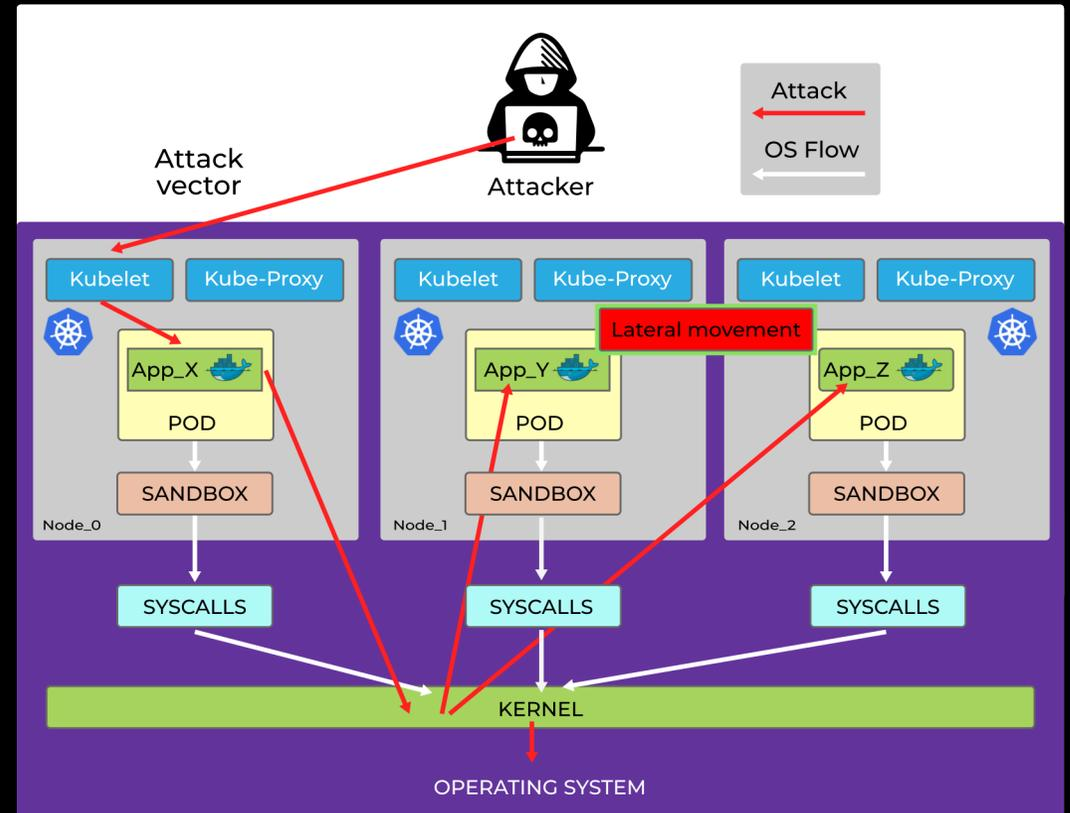 Attack
OS Flow
Attack
vector
Attacker
Kubelet
Kube-Proxy
Kubelet
Kube-Proxy
Kubelet
Kube-Proxy
Lateral movement
App_X
App_Y
App_Z
POD
POD
POD
SANDBOX
SANDBOX
SANDBOX
Node_0
Node_1
Node_2
SYSCALLS
SYSCALLS
SYSCALLS
KERNEL
OPERATING SYSTEM